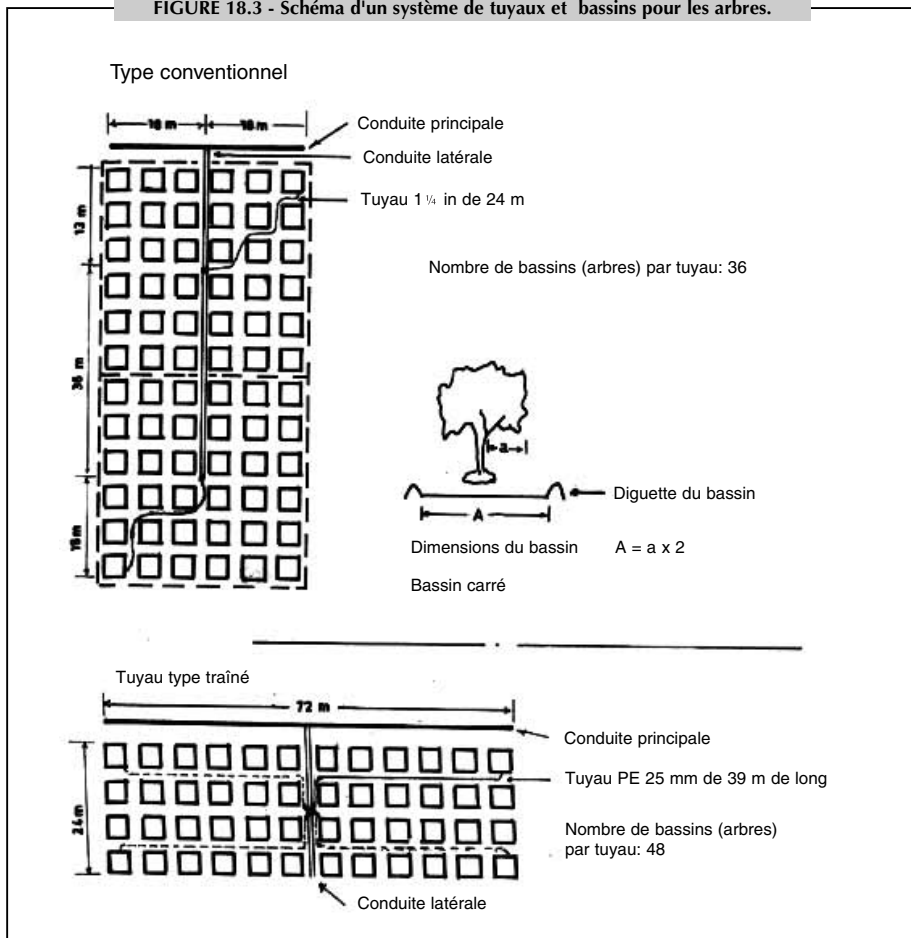 FIGURE 18.3 - Schéma d'un système de tuyaux et bassins pour les arbres.
Type conventionnel
18 m 18 m
Conduite principale
Conduite latérale
Tuyau 1 1/4 in de 24 m
Nombre de bassins (arbres) par tuyau: 36
36 m
a
Diguette du bassin
A
Dimensions du bassin A = a x 2
Bassin carré
Tuyau type traîné
72 m
Conduite principale
Tuyau PE 25 mm de 39 m de long
24 m
Nombre de bassins (arbres)
par tuyau: 48
Conduite latérale